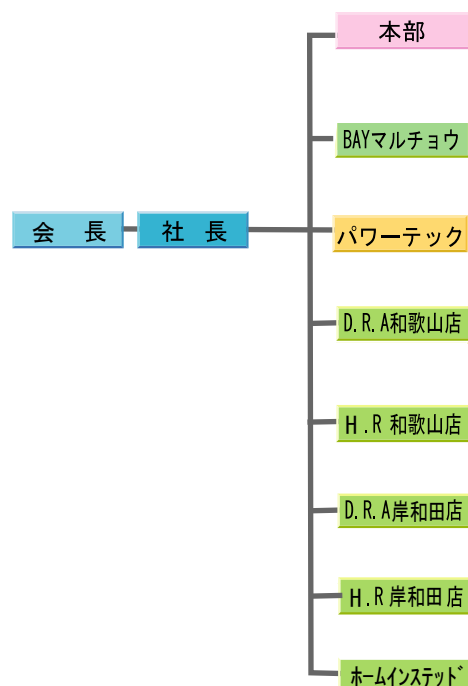 本部
BAYマルチョウ
会 長
社 長
パワーテック
D.R.A和歌山店
H.R 和歌山店
D.R.A岸和田店
H.R岸和田店
ホームインステッド